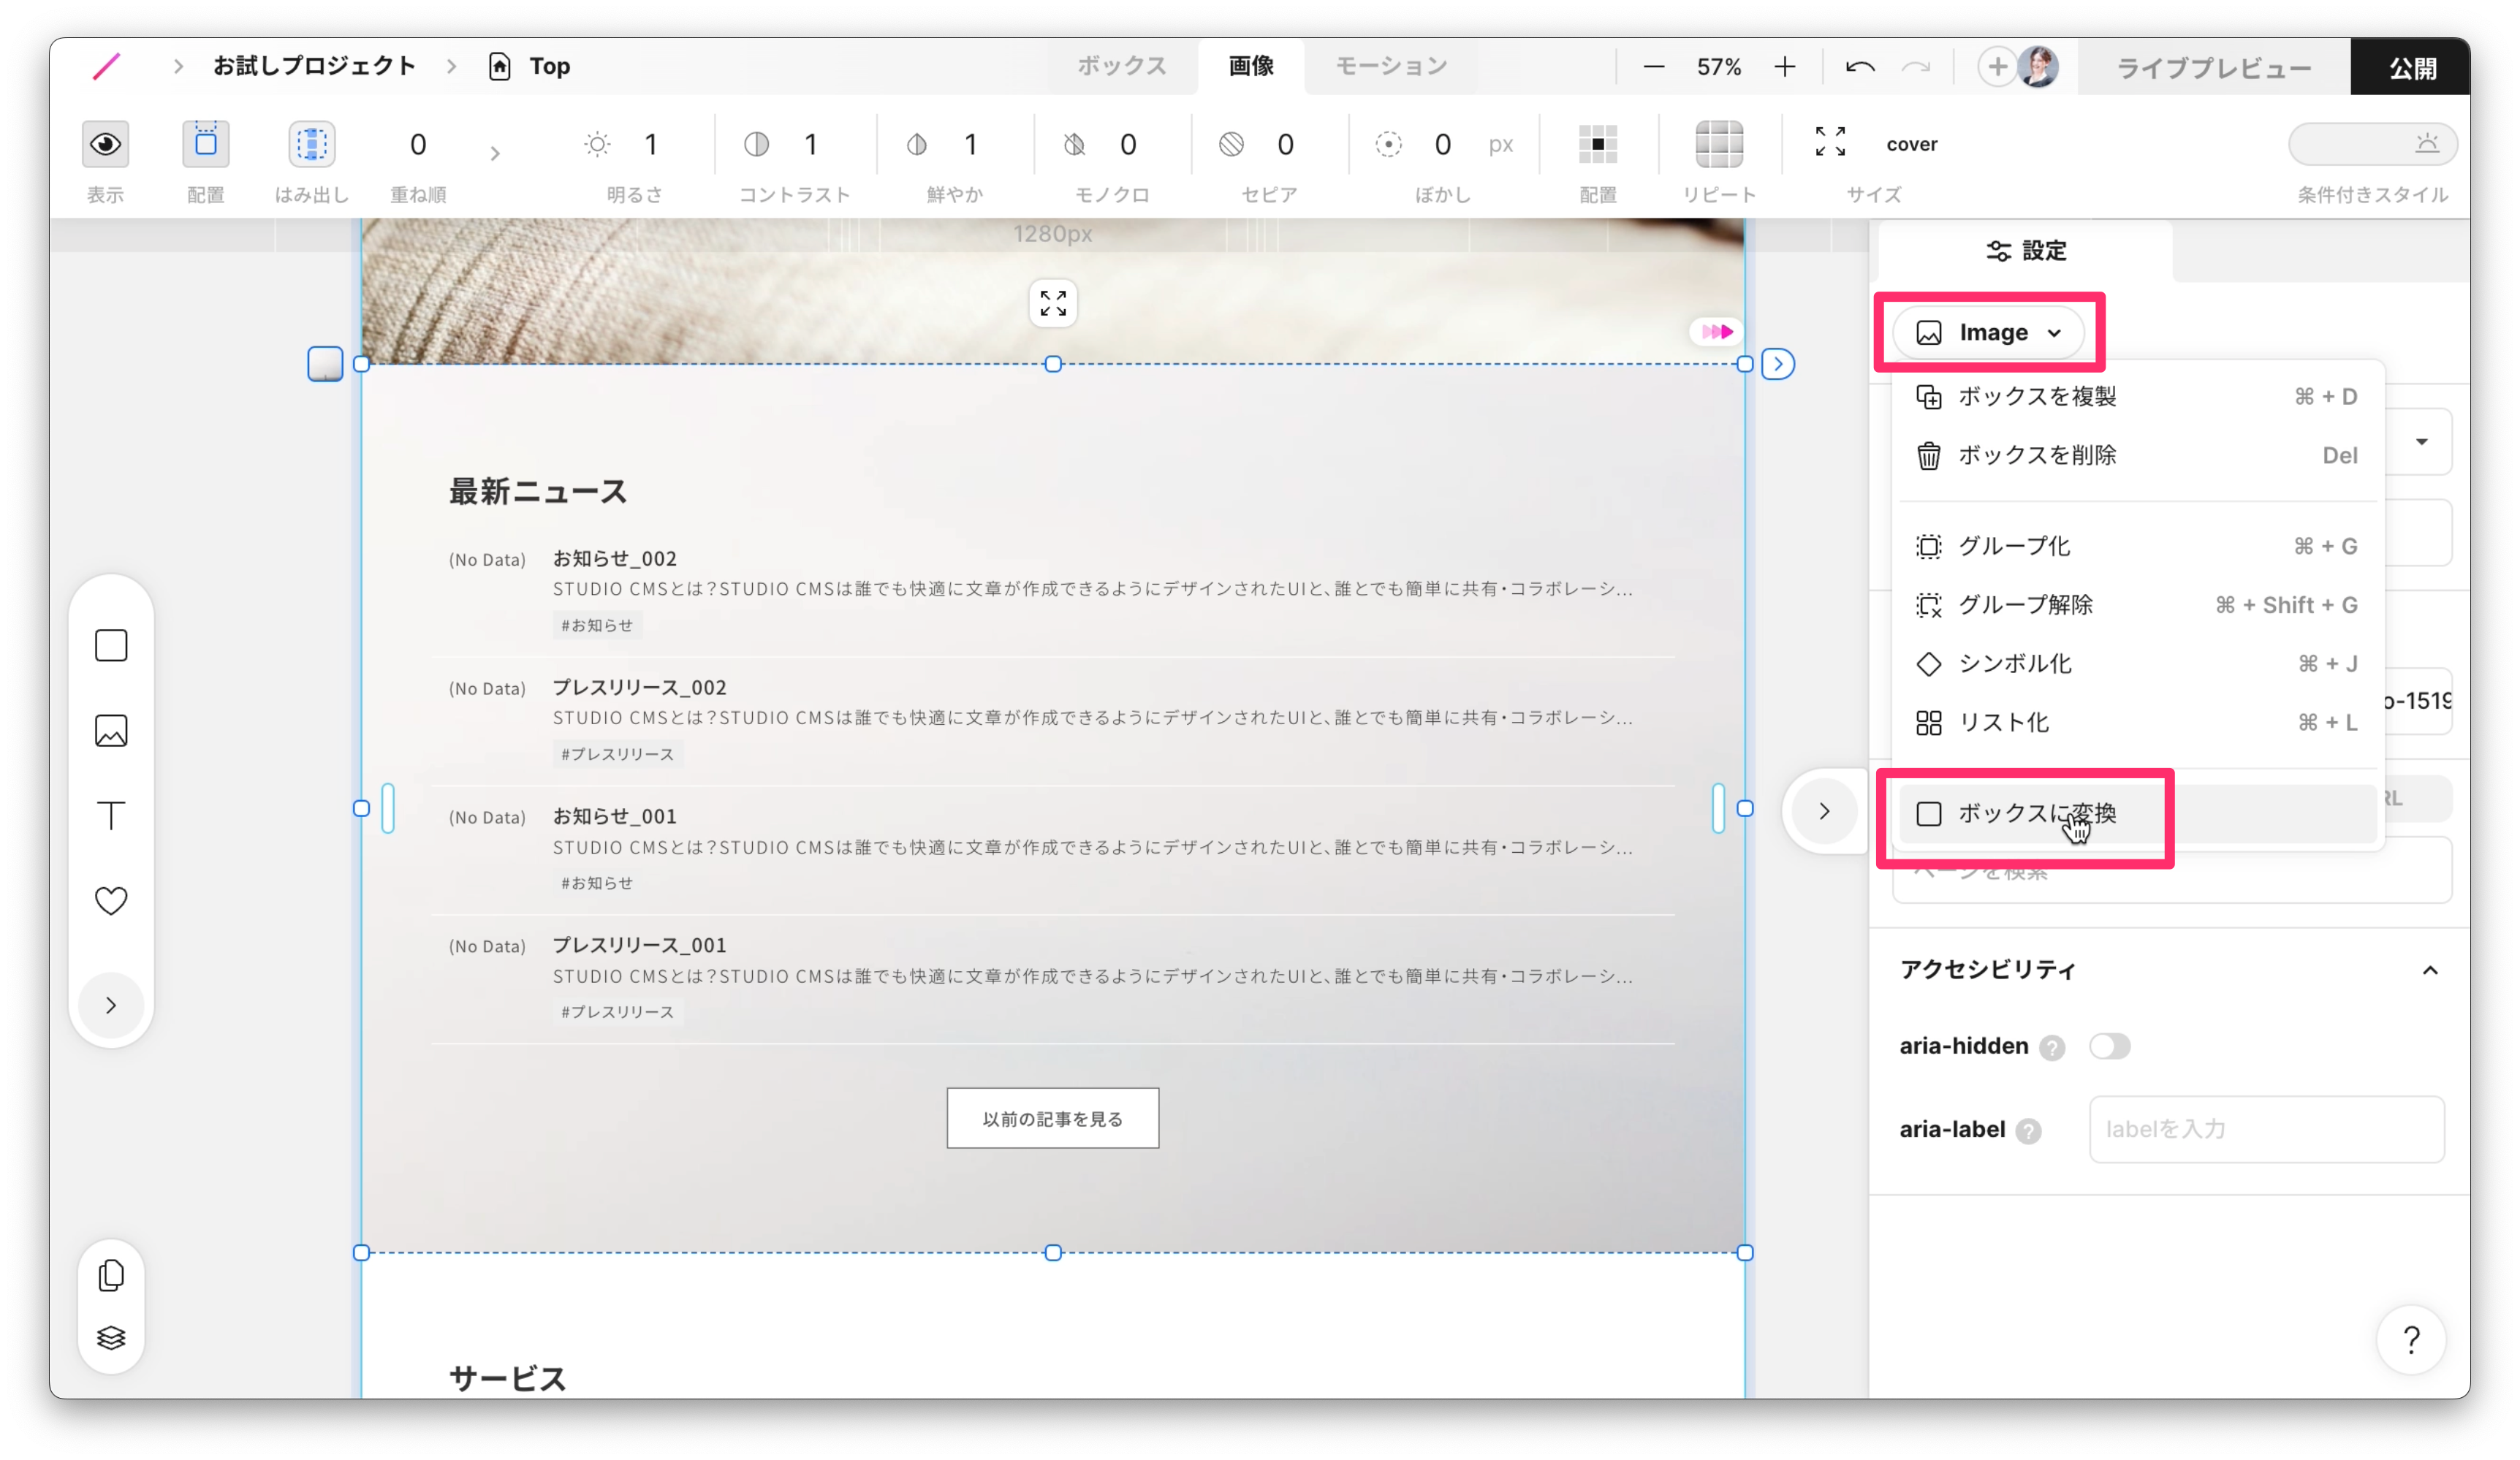 お試しプロジェクト
Top
ボックス
画像
モーション
57%
ライブプレビュー
公開
0
1
1
1
0
0
0
px
cover
表示
配置
はみ出し
重ね順
明るさ
コントラスト
鮮やか
モノクロ
セピア
ぼかし
配置
リピート
サイズ
条件付きスタイル
1280px
設定
Image
ボックスを複製
⌘ + D
ボックスを削除
Del
グループ化
⌘ + G
グループ解除
⌘ + Shift + G
シンボル化
⌘ + J
リスト化
⌘ + L
ボックスに変換
o-1519
RL
ページを検索
最新ニュース
(No Data)
お知らせ_002
STUDIO CMSとは？STUDIO CMSは誰でも快適に文章が作成できるようにデザインされたUIと、誰とでも簡単に共有・コラボレーシ...
#お知らせ
(No Data)
プレスリリース_002
STUDIO CMSとは？STUDIO CMSは誰でも快適に文章が作成できるようにデザインされたUIと、誰とでも簡単に共有・コラボレーシ...
#プレスリリース
(No Data)
お知らせ_001
STUDIO CMSとは？STUDIO CMSは誰でも快適に文章が作成できるようにデザインされたUIと、誰とでも簡単に共有・コラボレーシ...
#お知らせ
(No Data)
プレスリリース_001
STUDIO CMSとは？STUDIO CMSは誰でも快適に文章が作成できるようにデザインされたUIと、誰とでも簡単に共有・コラボレーシ...
#プレスリリース
以前の記事を見る
サービス
アクセシビリティ
aria-hidden
?
aria-label
?
labelを入力
?